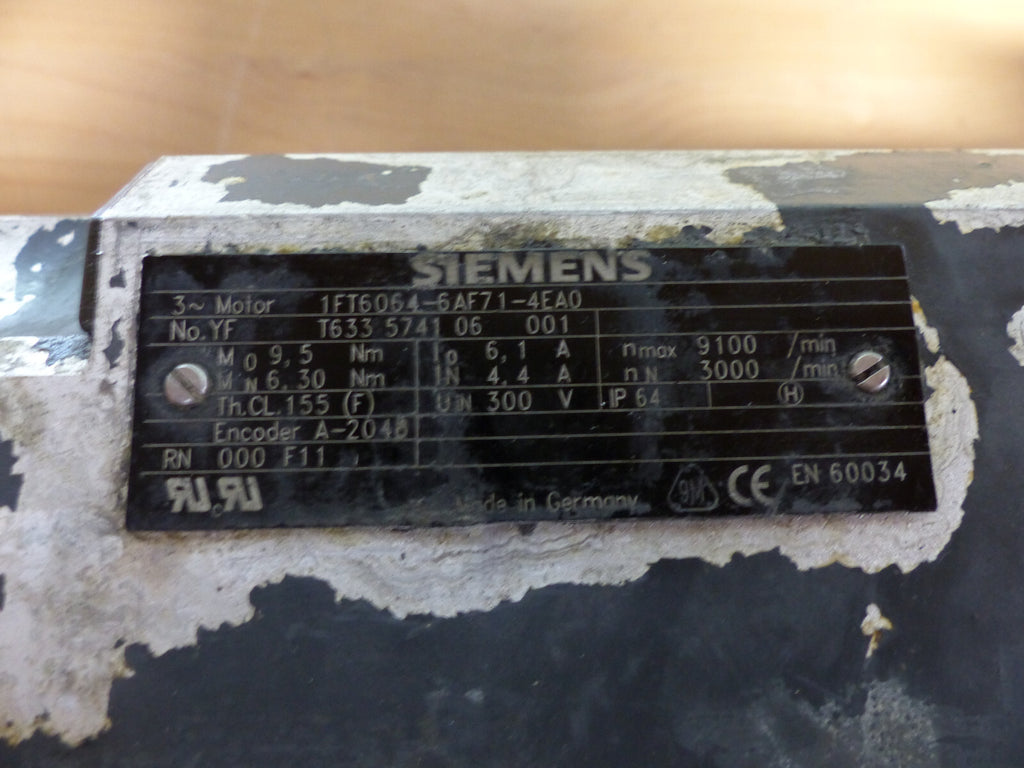 SIEMENS
3~ Motor 1FT6064-6AF71-4EA0
No.YF T633 5741 06 001
M0 9,5 Nm I0 6,1 A nmax 9100 /min
MN 6,30 Nm IN 4,4 A nN 3000 /min
Th.CL.155 (F) UIN 300 V IP 64 H
Encoder A-2048
RN 000 F11
Made in Germany CE EN 60034